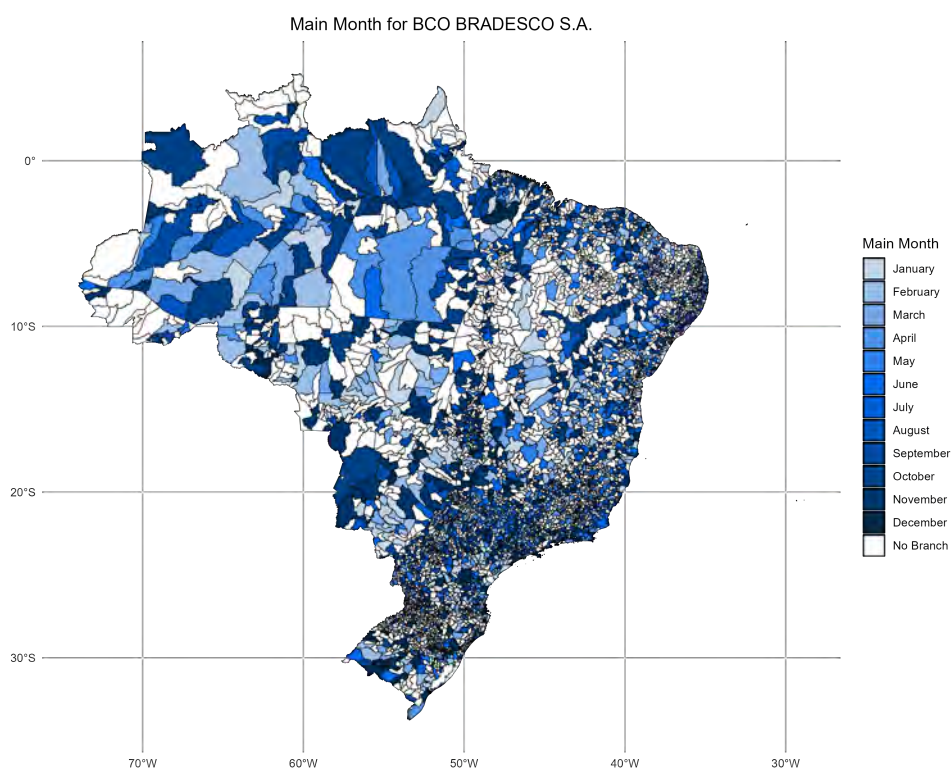 Main Month for BCO BRADESCO S.A.
0°
10°S
20°S
30°S
70°W
60°W
50°W
40°W
30°W
Main Month
January
February
March
April
May
June
July
August
September
October
November
December
No Branch